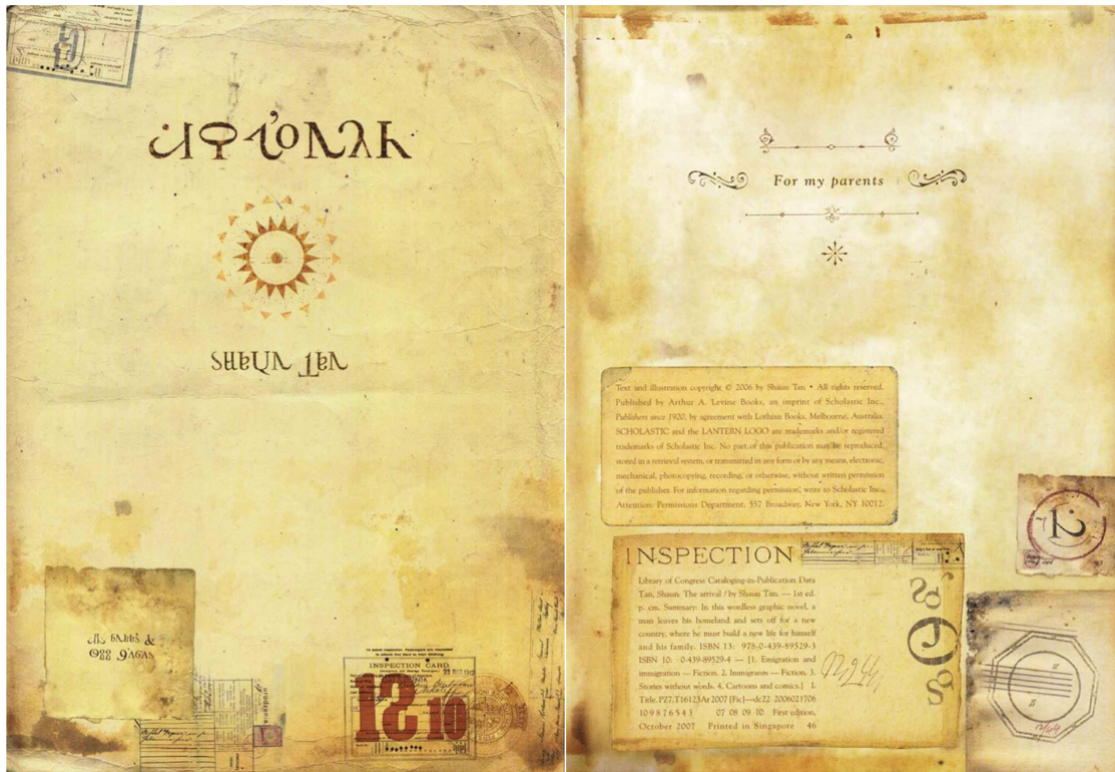 SHAUN TAN
INSPECTION CARD
10
For my parents
Text and illustration copyright © 2006 by Shaun Tan • All rights reserved.
Published by Arthur A. Levine Books, an imprint of Scholastic Inc.,
Publishers since 1920, by agreement with Lothian Books, Melbourne, Australia.
SCHOLASTIC and the LANTERN LOGO are trademarks and/or registered
trademarks of Scholastic Inc. No part of this publication may be reproduced,
stored in a retrieval system, or transmitted in any form or by any means, electronic,
mechanical, photocopying, recording, or otherwise, without written permission
of the publisher. For information regarding permission, write to Scholastic Inc.,
Attention: Permissions Department, 557 Broadway, New York, NY 10012.
INSPECTION
Library of Congress Cataloging-in-Publication Data
Tan, Shaun. The arrival / by Shaun Tan. — 1st ed.
p. cm. Summary: In this wordless graphic novel, a
man leaves his homeland and sets off for a new
country, where he must build a new life for himself
and his family. ISBN 13: 978-0-439-89529-3
ISBN 10: 0-439-89529-4 — [1. Emigration and
immigration — Fiction. 2. Immigrants — Fiction. 3.
Stories without words. 4. Cartoons and comics.] I.
Title. PZ7.T16123Ar 2007 [Fic]—dc22 2006021706
10 9 8 7 6 5 4 3 07 08 09 10 First edition,
October 2007 Printed in Singapore 46